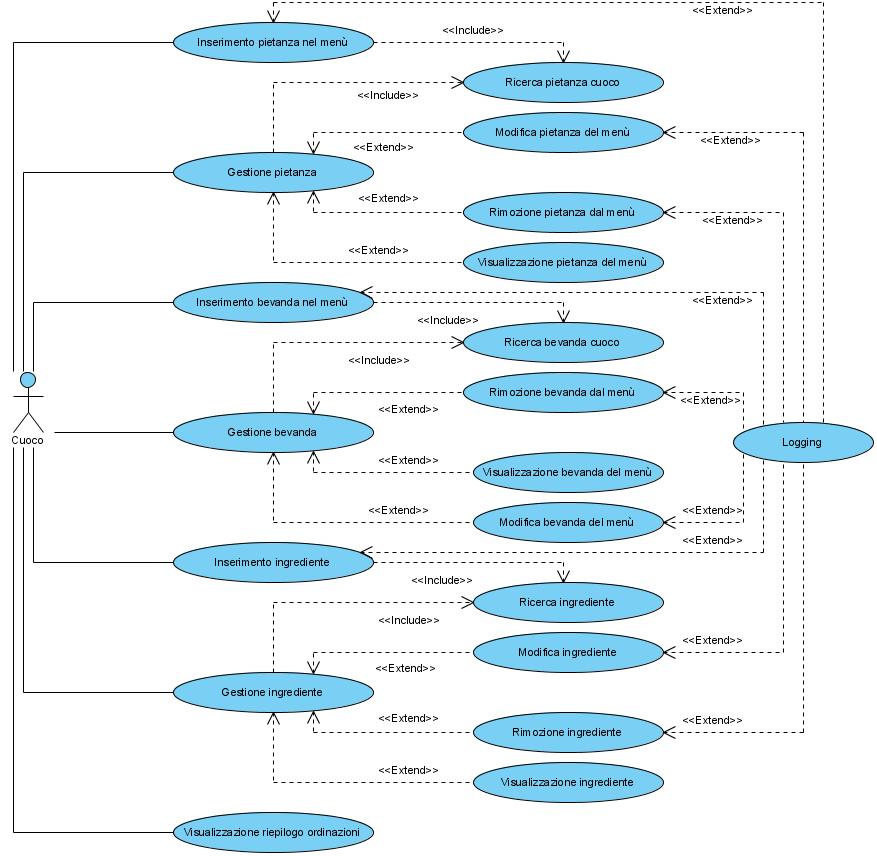 <<Extend>>
<<Include>>
Inserimento pietanza nel menù
Ricerca pietanza cuoco
<<Include>>
Modifica pietanza del menù
<<Extend>>
<<Extend>>
Gestione pietanza
<<Extend>>
Rimozione pietanza dal menù
<<Extend>>
<<Extend>>
Visualizzazione pietanza del menù
Inserimento bevanda nel menù
<<Extend>>
<<Include>>
Ricerca bevanda cuoco
<<Include>>
Cuoco
Rimozione bevanda dal menù
<<Extend>>
<<Extend>>
Gestione bevanda
Logging
<<Extend>>
Visualizzazione bevanda del menù
<<Extend>>
<<Extend>>
Modifica bevanda del menù
<<Extend>>
Inserimento ingrediente
<<Include>>
Ricerca ingrediente
<<Include>>
<<Extend>>
Modifica ingrediente
<<Extend>>
Gestione ingrediente
<<Extend>>
<<Extend>>
Rimozione ingrediente
<<Extend>>
Visualizzazione ingrediente
Visualizzazione riepilogo ordinazioni